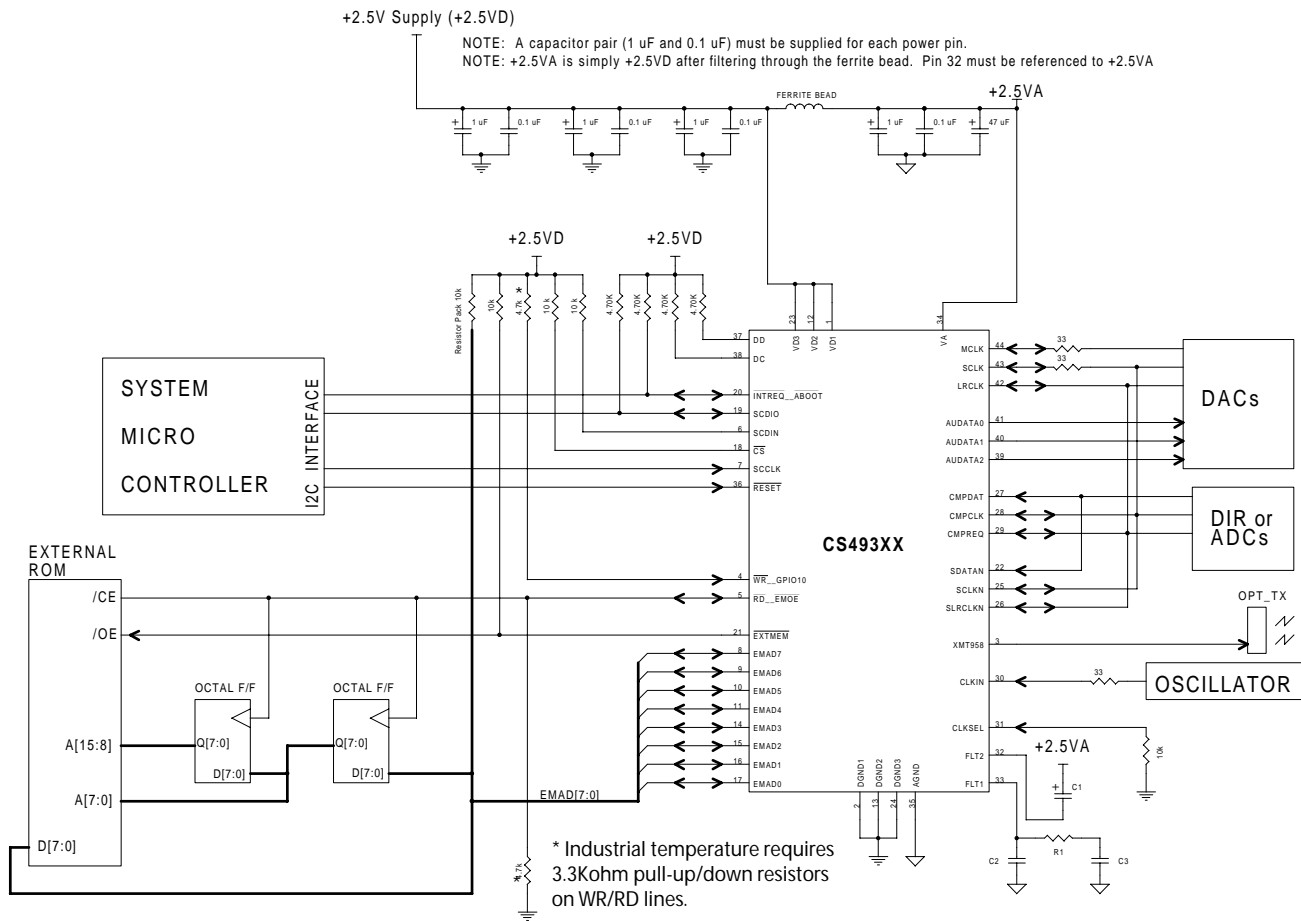 +2.5V Supply (+2.5VD)
NOTE: A capacitor pair (1 uF and 0.1 uF) must be supplied for each power pin.
NOTE: +2.5VA is simply +2.5VD after filtering through the ferrite bead. Pin 32 must be referenced to +2.5VA
FERRITE BEAD
+2.5VA
+ 1 uF
0.1 uF
+ 1 uF
0.1 uF
+ 1 uF
0.1 uF
+ 1 uF
0.1 uF
+ 47 uF
+2.5VD
+2.5VD
Resistor Pack 10k
10k
4.7k *
10 k
10 k
4.70K
4.70K
4.70K
4.70K
23
VD3
12
VD2
1
VD1
34
VA
SYSTEM
MICRO
CONTROLLER
I2C INTERFACE
CS493XX
37 DD
38 DC
20 INTREQ__ABOOT
19 SCDIO
6 SCDIN
18 CS
7 SCCLK
36 RESET
4 WR__GPIO10
5 RD__EMOE
21 EXTMEM
8 EMAD7
9 EMAD6
10 EMAD5
11 EMAD4
14 EMAD3
15 EMAD2
16 EMAD1
17 EMAD0
MCLK 44
33
SCLK 43
33
LRCLK 42
AUDATA0 41
AUDATA1 40
AUDATA2 39
DACs
CMPDAT 27
CMPCLK 28
CMPREQ 29
SDATAN 22
SCLKN 25
SLRCLKN 26
DIR or
ADCs
OPT_TX
XMT958 3
CLKIN 30
33
OSCILLATOR
CLKSEL 31
10k
+2.5VA
FLT2 32
FLT1 33
+ C1
C2
R1
C3
DGND1
2
DGND2
13
DGND3
24
AGND
35
EXTERNAL
ROM
/CE
/OE
A[15:8]
A[7:0]
D[7:0]
OCTAL F/F
Q[7:0]
D[7:0]
OCTAL F/F
Q[7:0]
D[7:0]
EMAD[7:0]
*4.7k
* Industrial temperature requires
3.3Kohm pull-up/down resistors
on WR/RD lines.